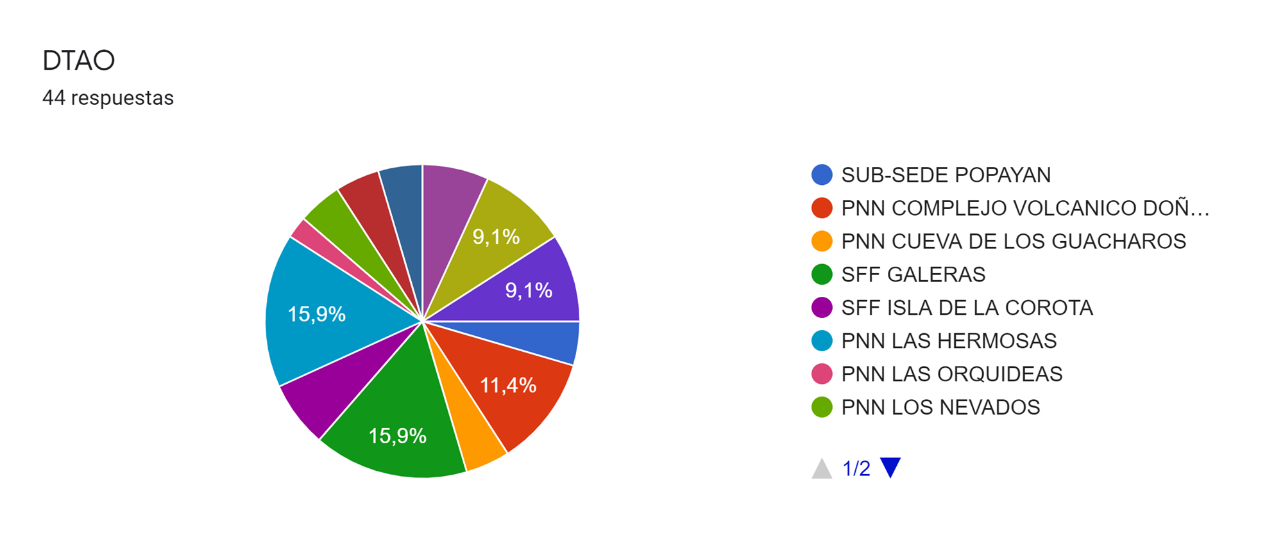 DTAO
44 respuestas
9,1%
9,1%
15,9%
11,4%
15,9%
SUB-SEDE POPAYAN
PNN COMPLEJO VOLCANICO DOÑ…
PNN CUEVA DE LOS GUACHAROS
SFF GALERAS
SFF ISLA DE LA COROTA
PNN LAS HERMOSAS
PNN LAS ORQUIDEAS
PNN LOS NEVADOS
1/2